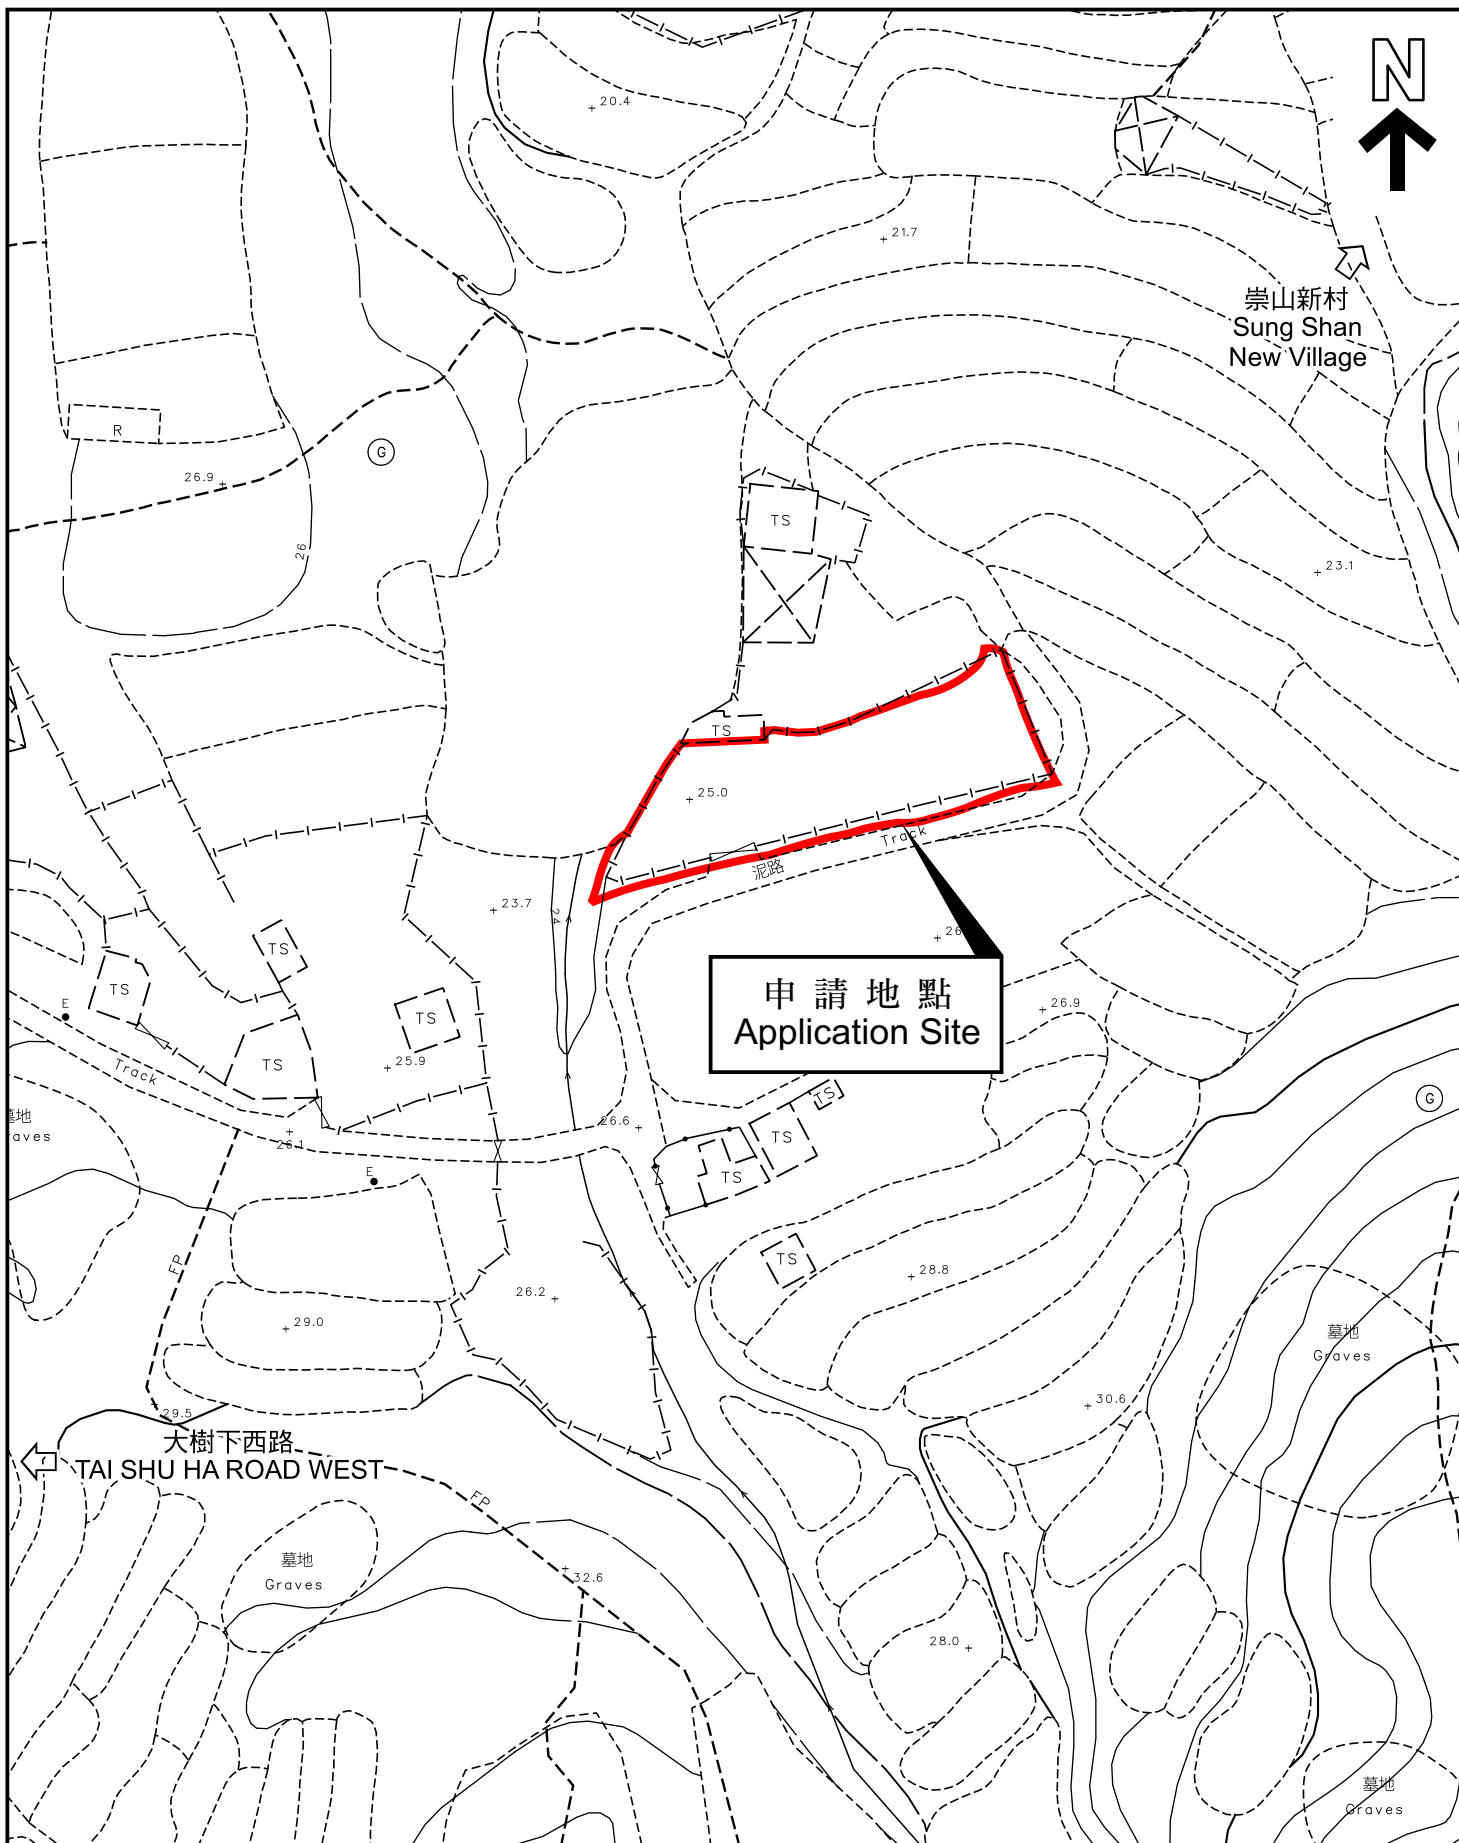 N
20.4
21.7
崇山新村
Sung Shan
New Village
R
G
26.9
TS
26
23.1
TS
25.0
Track
泥路
23.7
24
26
TS
TS
E
申請地點
Application Site
26.9
TS
TS
25.9
Track
G
墓地
raves
TS
26.6
26.1
TS
TS
E
FP
TS
28.8
26.2
29.0
墓地
Graves
30.6
29.5
大樹下西路
TAI SHU HA ROAD WEST
FP
墓地
Graves
32.6
28.0
墓地
Graves